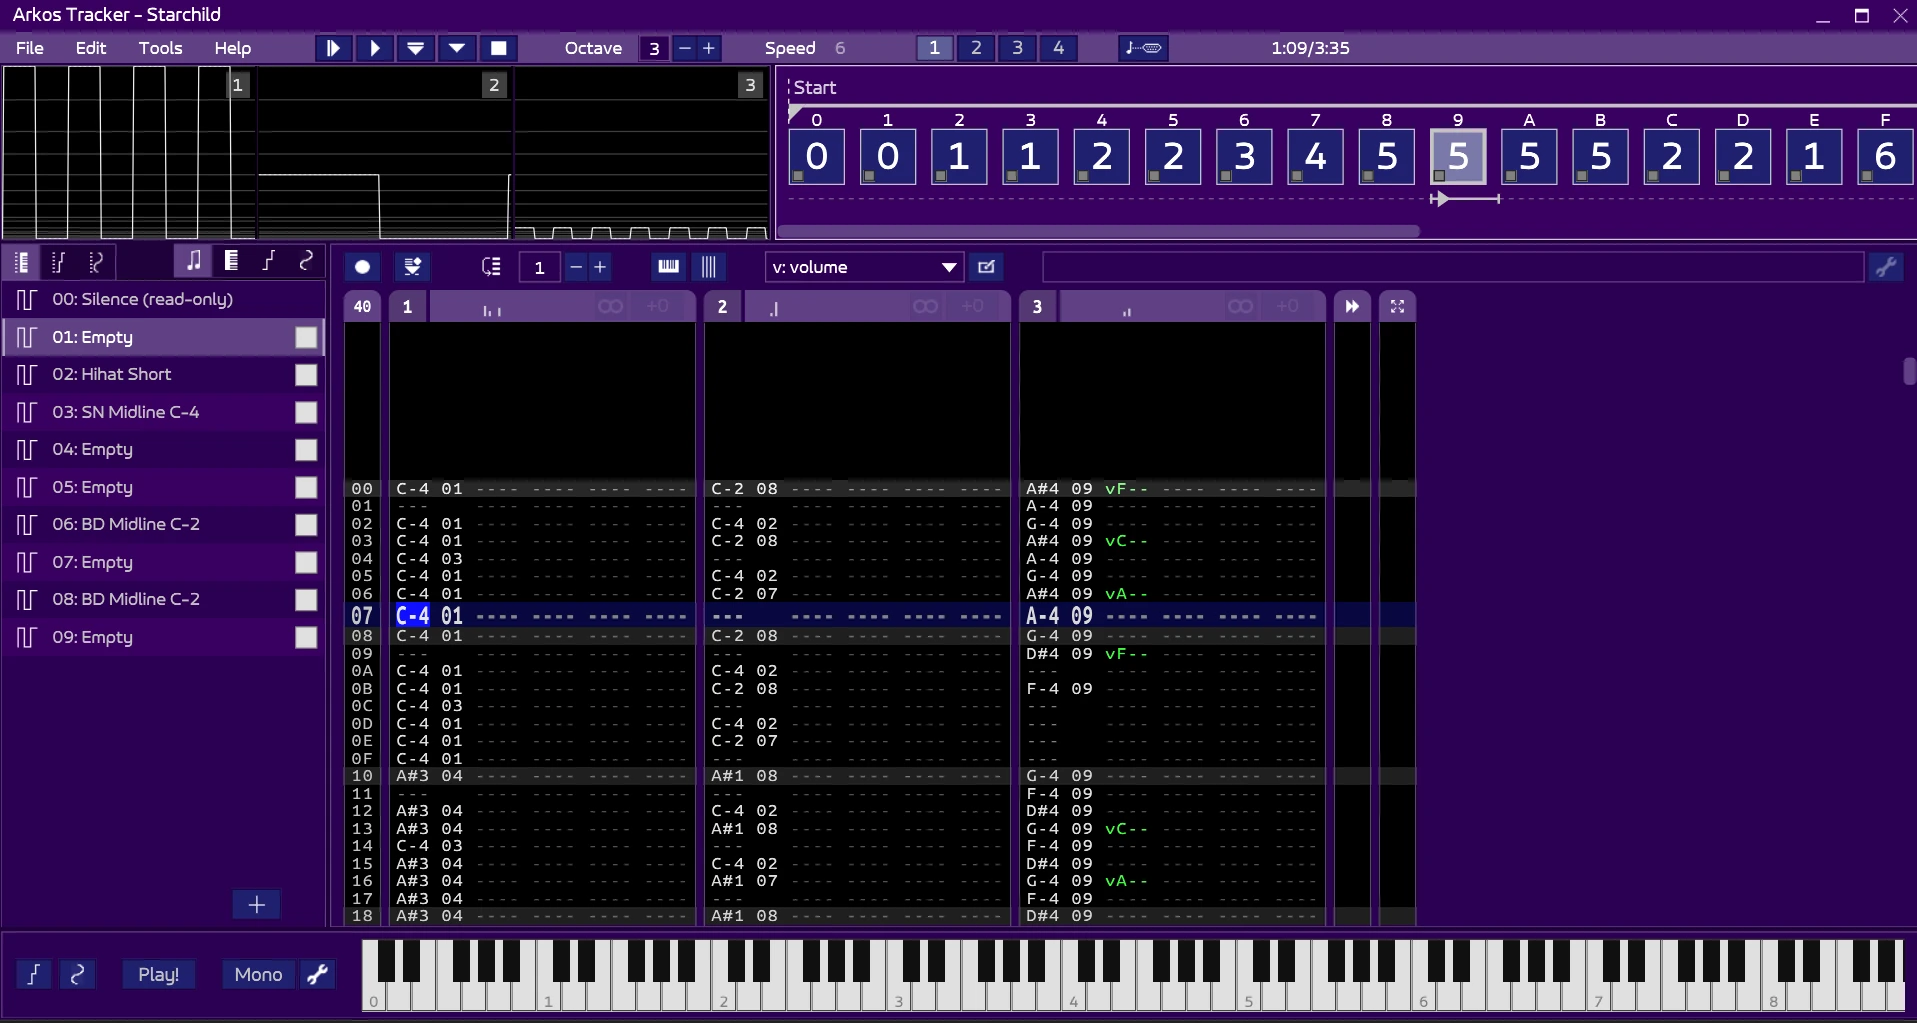 Arkos Tracker - Starchild
File Edit Tools Help Octave 3 − + Speed 6 1 2 3 4 1:09/3:35
1 2 3
Start
0 1 2 3 4 5 6 7 8 9 A B C D E F
0 0 1 1 2 2 3 4 5 5 5 5 2 2 1 6
1 − + v: volume
00: Silence (read-only)
01: Empty
02: Hihat Short
03: SN Midline C-4
04: Empty
05: Empty
06: BD Midline C-2
07: Empty
08: BD Midline C-2
09: Empty
+
40 1 +0 2 +0 3 +0
00 C-4 01 ---- ---- ---- ---- C-2 08 ---- ---- ---- ---- A#4 09 vF-- ---- ---- ----
01 --- ---- ---- ---- ---- --- ---- ---- ---- ---- A-4 09 ---- ---- ---- ----
02 C-4 01 ---- ---- ---- ---- C-4 02 ---- ---- ---- ---- G-4 09 ---- ---- ---- ----
03 C-4 01 ---- ---- ---- ---- C-2 08 ---- ---- ---- ---- A#4 09 vC-- ---- ---- ----
04 C-4 03 ---- ---- ---- ---- --- ---- ---- ---- ---- A-4 09 ---- ---- ---- ----
05 C-4 01 ---- ---- ---- ---- C-4 02 ---- ---- ---- ---- G-4 09 ---- ---- ---- ----
06 C-4 01 ---- ---- ---- ---- C-2 07 ---- ---- ---- ---- A#4 09 vA-- ---- ---- ----
07 C-4 01 ---- ---- ---- ---- --- ---- ---- ---- ---- A-4 09 ---- ---- ---- ----
08 C-4 01 ---- ---- ---- ---- C-2 08 ---- ---- ---- ---- G-4 09 ---- ---- ---- ----
09 --- ---- ---- ---- ---- --- ---- ---- ---- ---- D#4 09 vF-- ---- ---- ----
0A C-4 01 ---- ---- ---- ---- C-4 02 ---- ---- ---- ---- --- ---- ---- ---- ----
0B C-4 01 ---- ---- ---- ---- C-2 08 ---- ---- ---- ---- F-4 09 ---- ---- ---- ----
0C C-4 03 ---- ---- ---- ---- --- ---- ---- ---- ---- --- ---- ---- ---- ----
0D C-4 01 ---- ---- ---- ---- C-4 02 ---- ---- ---- ---- --- ---- ---- ---- ----
0E C-4 01 ---- ---- ---- ---- C-2 07 ---- ---- ---- ---- --- ---- ---- ---- ----
0F C-4 01 ---- ---- ---- ---- --- ---- ---- ---- ---- --- ---- ---- ---- ----
10 A#3 04 ---- ---- ---- ---- A#1 08 ---- ---- ---- ---- G-4 09 ---- ---- ---- ----
11 --- ---- ---- ---- ---- --- ---- ---- ---- ---- F-4 09 ---- ---- ---- ----
12 A#3 04 ---- ---- ---- ---- C-4 02 ---- ---- ---- ---- D#4 09 ---- ---- ---- ----
13 A#3 04 ---- ---- ---- ---- A#1 08 ---- ---- ---- ---- G-4 09 vC-- ---- ---- ----
14 C-4 03 ---- ---- ---- ---- --- ---- ---- ---- ---- F-4 09 ---- ---- ---- ----
15 A#3 04 ---- ---- ---- ---- C-4 02 ---- ---- ---- ---- D#4 09 ---- ---- ---- ----
16 A#3 04 ---- ---- ---- ---- A#1 07 ---- ---- ---- ---- G-4 09 vA-- ---- ---- ----
17 A#3 04 ---- ---- ---- ---- --- ---- ---- ---- ---- F-4 09 ---- ---- ---- ----
18 A#3 04 ---- ---- ---- ---- A#1 08 ---- ---- ---- ---- D#4 09 ---- ---- ---- ----
Play! Mono
0 1 2 3 4 5 6 7 8